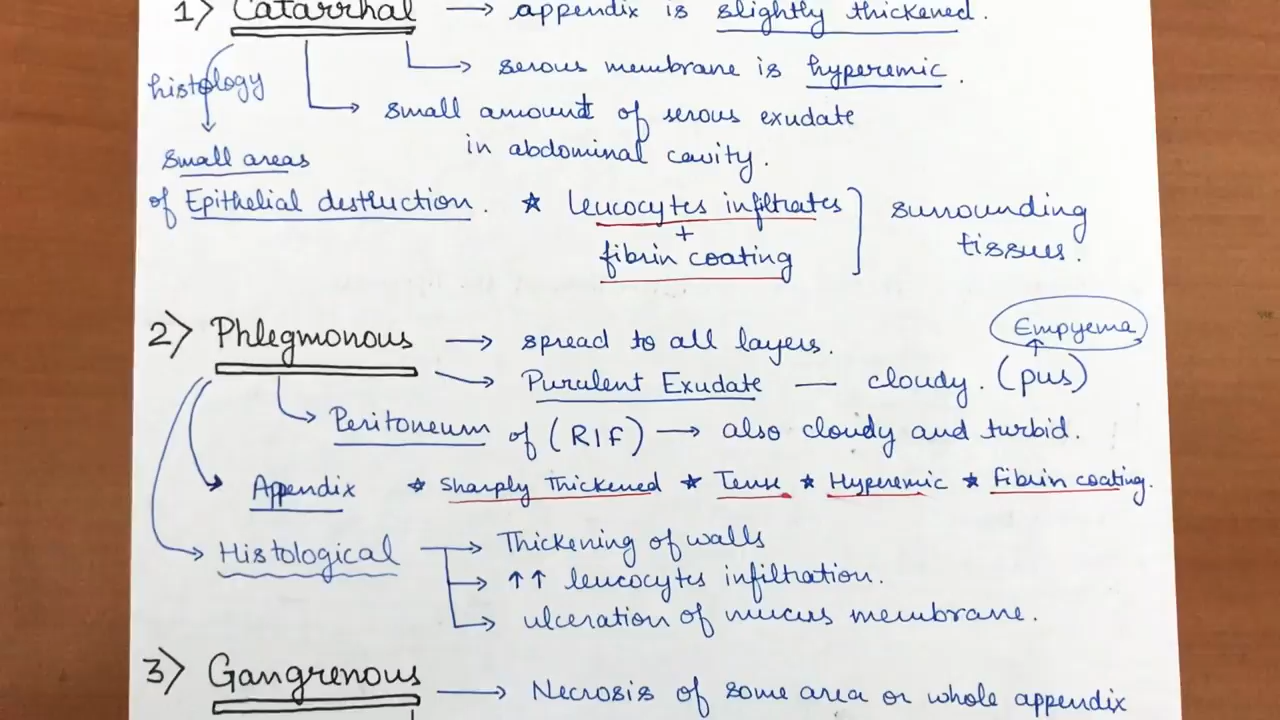 1) Catarrhal → appendix is slightly thickened.
→ serous membrane is hyperemic.
histology
→ small amount of serous exudate
in abdominal cavity.
small areas
of Epithelial destruction. * leucocytes infiltrates
+
fibrin coating
surrounding
tissues.
2) Phlegmonous → spread to all layers.
Empyema
→ Purulent Exudate — cloudy. (pus)
→ Peritoneum of (RIF) → also cloudy and turbid.
Appendix * Sharply Thickened * Tense * Hyperemic * Fibrin coating.
→ Histological → Thickening of walls
→ ↑↑ leucocytes infiltration.
→ ulceration of mucus membrane.
3) Gangrenous → Necrosis of some area or whole appendix